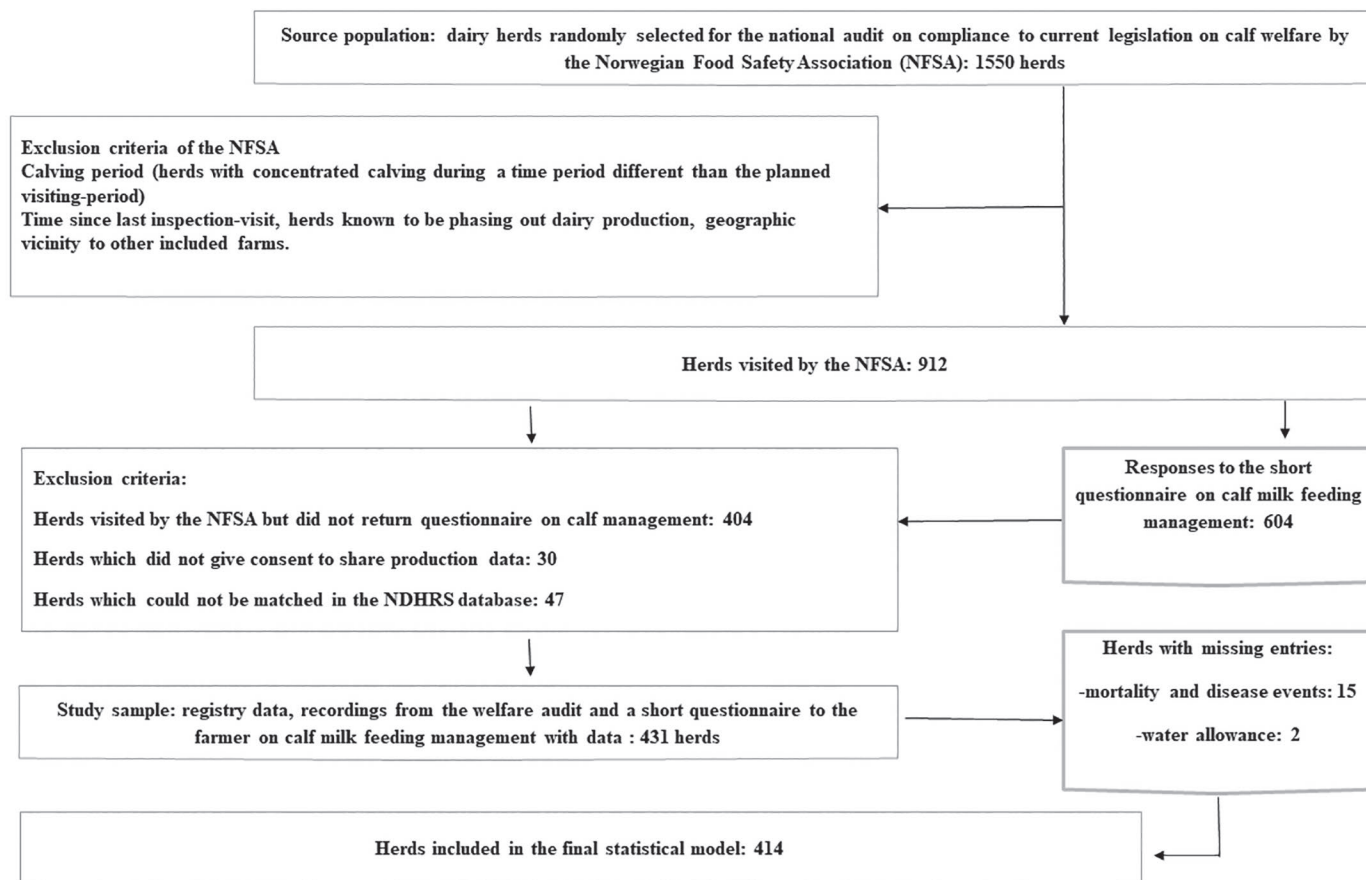 Source population: dairy herds randomly selected for the national audit on compliance to current legislation on calf welfare by
the Norwegian Food Safety Association (NFSA): 1550 herds
Exclusion criteria of the NFSA
Calving period (herds with concentrated calving during a time period different than the planned
visiting-period)
Time since last inspection-visit, herds known to be phasing out dairy production, geographic
vicinity to other included farms.
Herds visited by the NFSA: 912
Exclusion criteria:
Herds visited by the NFSA but did not return questionnaire on calf management: 404
Herds which did not give consent to share production data: 30
Herds which could not be matched in the NDHRS database: 47
Responses to the short
questionnaire on calf milk feeding
management: 604
Study sample: registry data, recordings from the welfare audit and a short questionnaire to the
farmer on calf milk feeding management with data : 431 herds
Herds with missing entries:
-mortality and disease events: 15
-water allowance: 2
Herds included in the final statistical model: 414